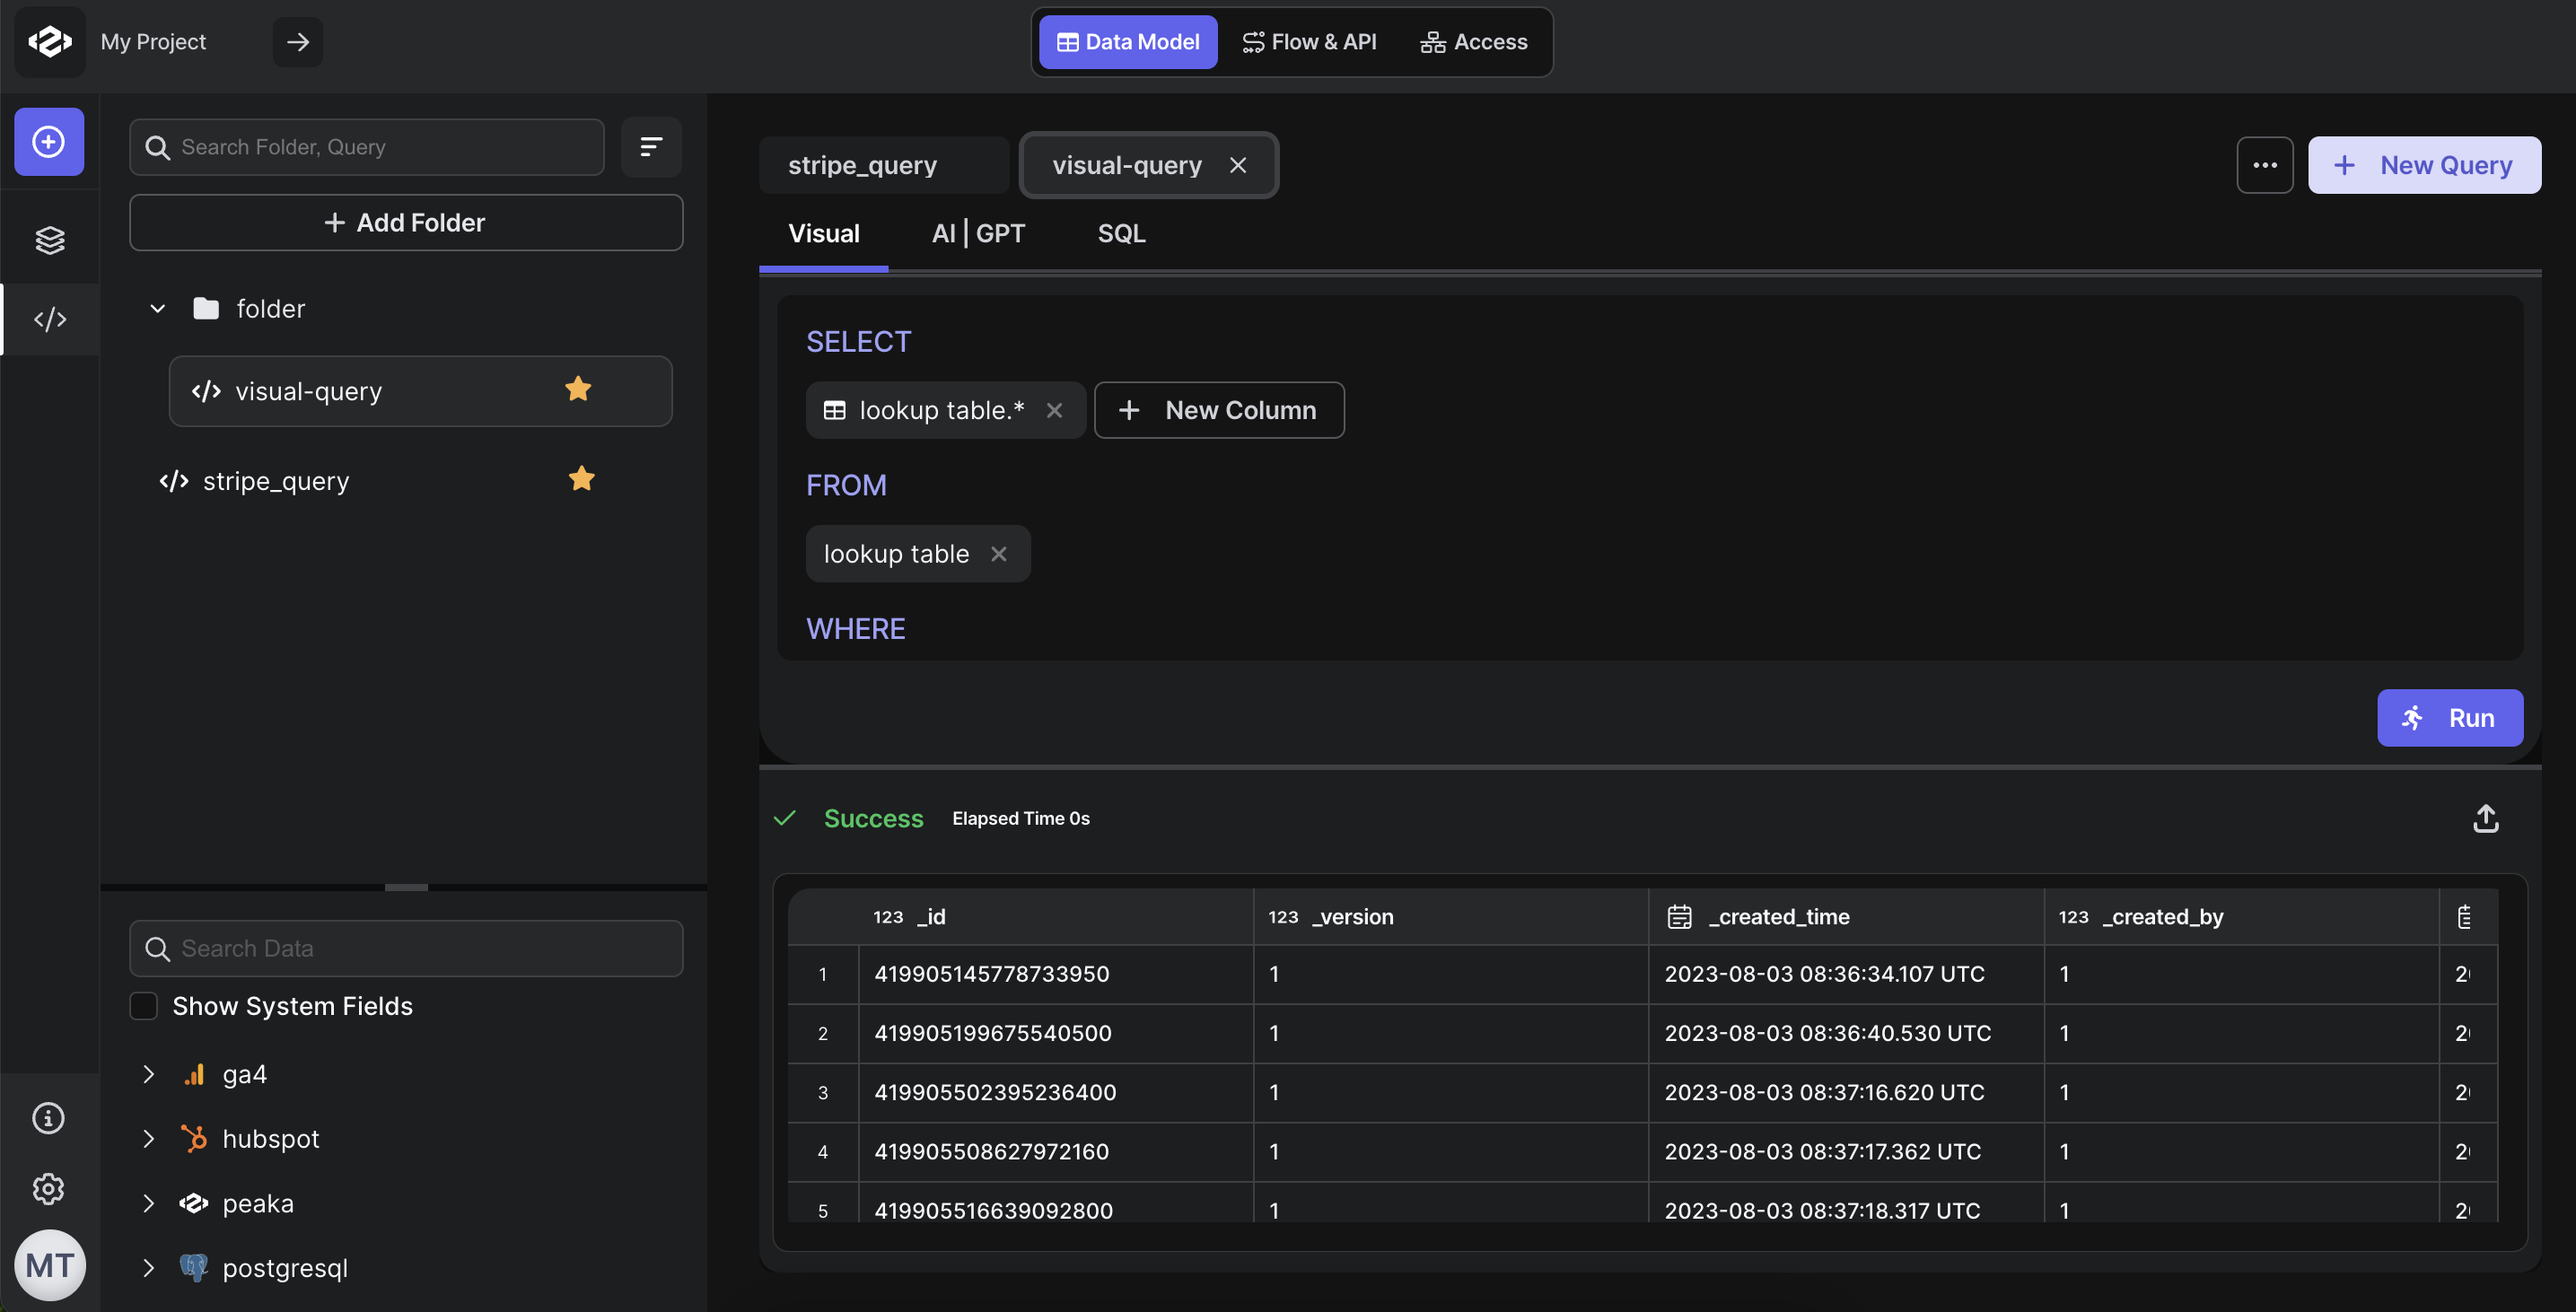 My Project
Data Model
Flow & API
Access
Search Folder, Query
+ Add Folder
folder
</> visual-query
</> stripe_query
Search Data
Show System Fields
ga4
hubspot
peaka
postgresql
MT
stripe_query
visual-query
... + New Query
Visual AI | GPT SQL
SELECT
lookup table.* + New Column
FROM
lookup table
WHERE
Run
Success Elapsed Time 0s
123 _id 123 _version _created_time 123 _created_by
1 419905145778733950 1 2023-08-03 08:36:34.107 UTC 1
2 419905199675540500 1 2023-08-03 08:36:40.530 UTC 1
3 419905502395236400 1 2023-08-03 08:37:16.620 UTC 1
4 419905508627972160 1 2023-08-03 08:37:17.362 UTC 1
5 419905516639092800 1 2023-08-03 08:37:18.317 UTC 1